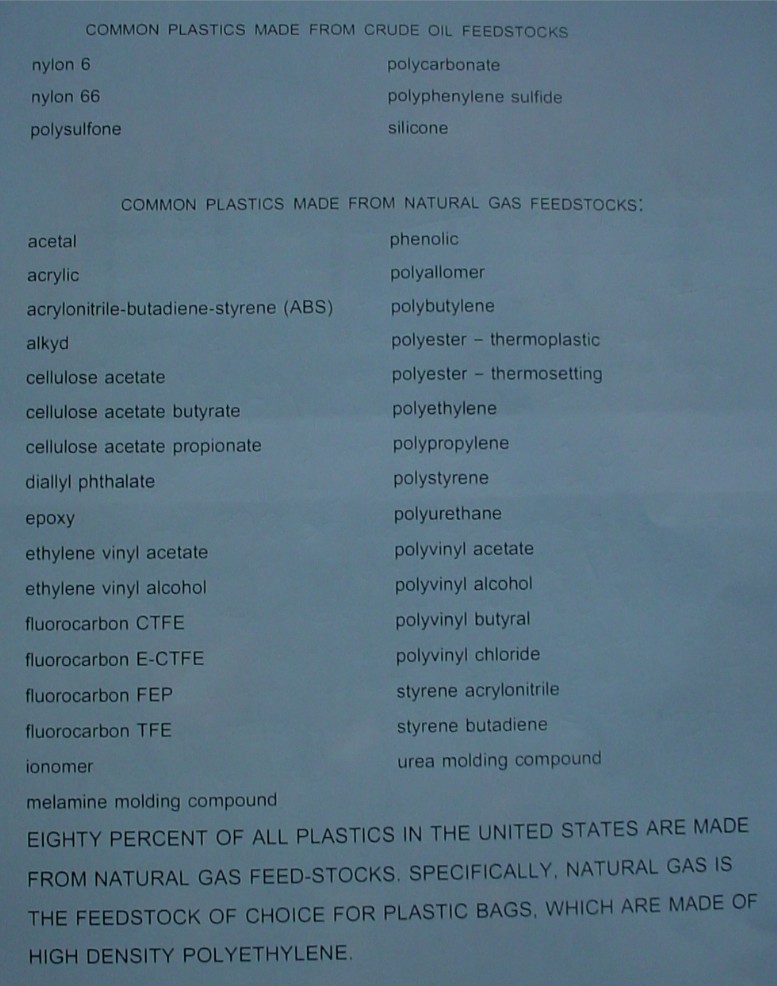 COMMON PLASTICS MADE FROM CRUDE OIL FEEDSTOCKS
nylon 6 polycarbonate
nylon 66 polyphenylene sulfide
polysulfone silicone
COMMON PLASTICS MADE FROM NATURAL GAS FEEDSTOCKS:
acetal phenolic
acrylic polyallomer
acrylonitrile-butadiene-styrene (ABS) polybutylene
alkyd polyester – thermoplastic
cellulose acetate polyester – thermosetting
cellulose acetate butyrate polyethylene
cellulose acetate propionate polypropylene
diallyl phthalate polystyrene
epoxy polyurethane
ethylene vinyl acetate polyvinyl acetate
ethylene vinyl alcohol polyvinyl alcohol
fluorocarbon CTFE polyvinyl butyral
fluorocarbon E-CTFE polyvinyl chloride
fluorocarbon FEP styrene acrylonitrile
fluorocarbon TFE styrene butadiene
ionomer urea molding compound
melamine molding compound
EIGHTY PERCENT OF ALL PLASTICS IN THE UNITED STATES ARE MADE
FROM NATURAL GAS FEED-STOCKS. SPECIFICALLY, NATURAL GAS IS
THE FEEDSTOCK OF CHOICE FOR PLASTIC BAGS, WHICH ARE MADE OF
HIGH DENSITY POLYETHYLENE.